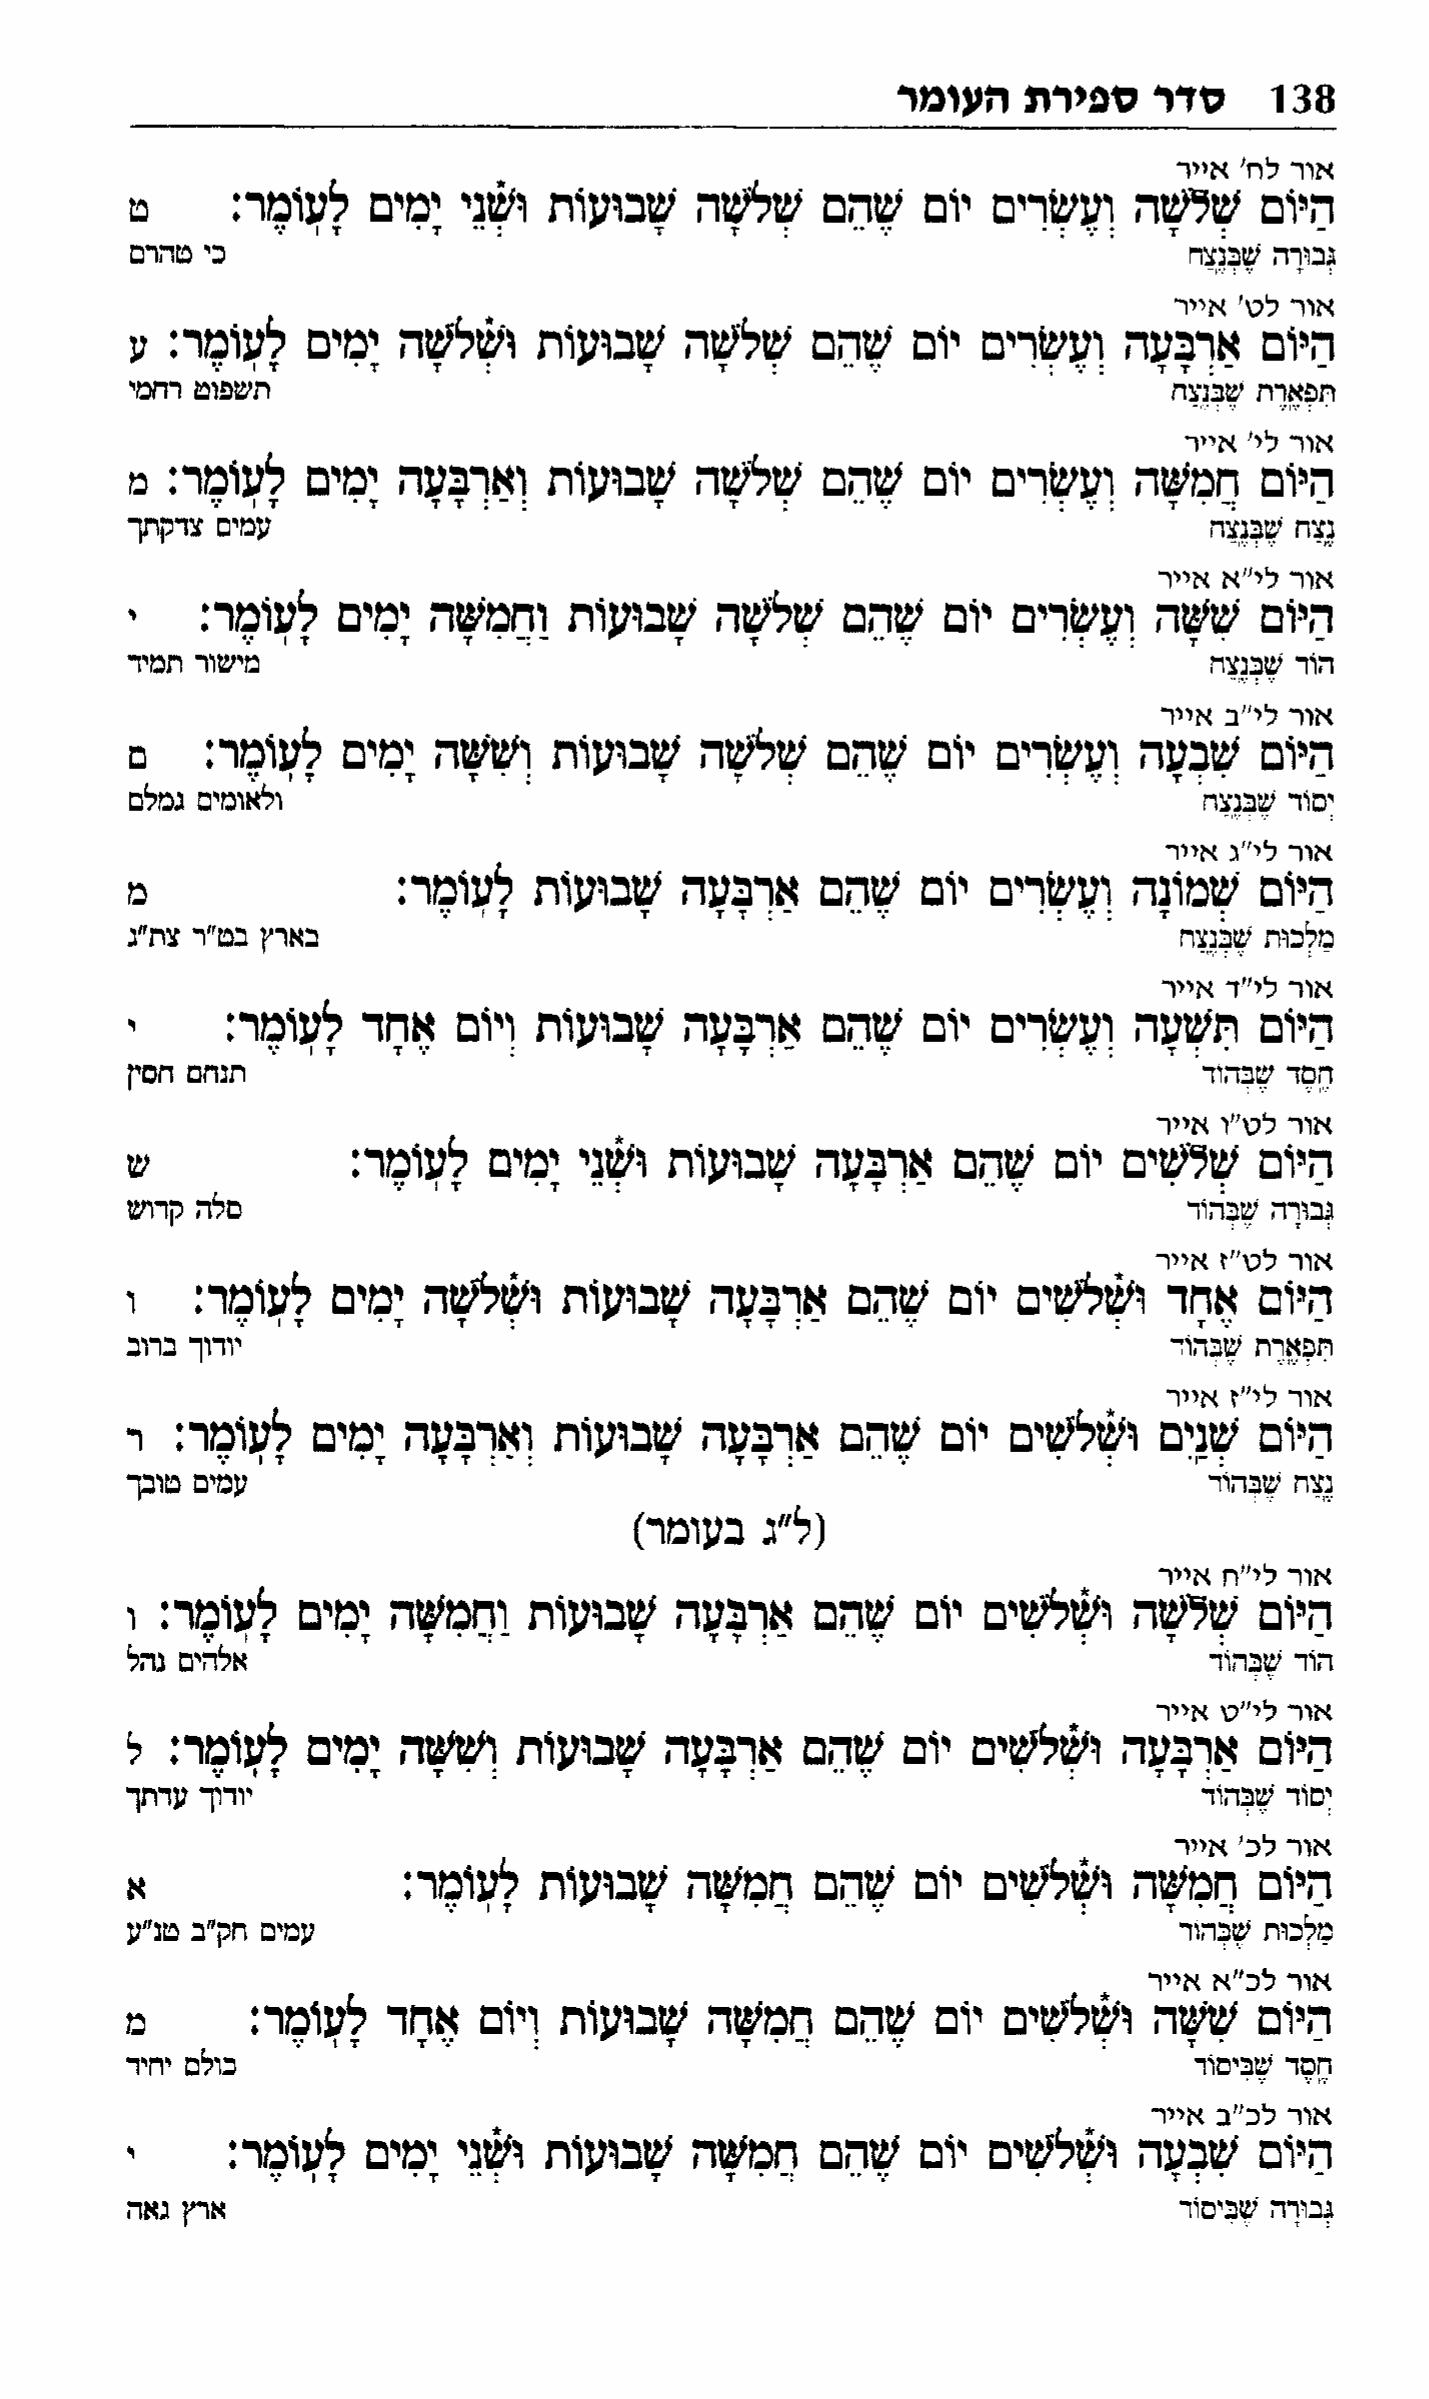 138 סדר ספירת העומר
אור לח' אייר
הַיּוֹם שְׁלֹשָׁה וְעֶשְׂרִים יוֹם שֶׁהֵם שְׁלֹשָׁה שָׁבוּעוֹת וּשְׁ*נֵי יָמִים לָעֽוֹמֶר: ט
גְּבוּרָה שֶׁבְּנֶֽצַח כי טהרם
אור לט' אייר
הַיּוֹם אַרְבָּעָה וְעֶשְׂרִים יוֹם שֶׁהֵם שְׁלֹשָׁה שָׁבוּעוֹת וּשְׁ*לֹשָׁה יָמִים לָעֽוֹמֶר: ע
תִּפְאֶֽרֶת שֶׁבְּנֶֽצַח תשפוט רחמי
אור לי' אייר
הַיּוֹם חֲמִשָּׁה וְעֶשְׂרִים יוֹם שֶׁהֵם שְׁלֹשָׁה שָׁבוּעוֹת וְאַרְבָּעָה יָמִים לָעֽוֹמֶר: מ
נֶֽצַח שֶׁבְּנֶֽצַח עמים צדקתך
אור לי"א אייר
הַיּוֹם שִׁשָּׁה וְעֶשְׂרִים יוֹם שֶׁהֵם שְׁלֹשָׁה שָׁבוּעוֹת וַחֲמִשָּׁה יָמִים לָעֽוֹמֶר: י
הוֹד שֶׁבְּנֶֽצַח מישור תמיד
אור לי"ב אייר
הַיּוֹם שִׁבְעָה וְעֶשְׂרִים יוֹם שֶׁהֵם שְׁלֹשָׁה שָׁבוּעוֹת וְשִׁשָּׁה יָמִים לָעֽוֹמֶר: ם
יְסוֹד שֶׁבְּנֶֽצַח ולאומים גמלם
אור לי"ג אייר
הַיּוֹם שְׁמוֹנָה וְעֶשְׂרִים יוֹם שֶׁהֵם אַרְבָּעָה שָׁבוּעוֹת לָעֽוֹמֶר: מ
מַלְכוּת שֶׁבְּנֶֽצַח בארץ בט"ר צת"ג
אור לי"ד אייר
הַיּוֹם תִּשְׁעָה וְעֶשְׂרִים יוֹם שֶׁהֵם אַרְבָּעָה שָׁבוּעוֹת וְיוֹם אֶחָד לָעֽוֹמֶר: י
חֶֽסֶד שֶׁבְּהוֹד תנחם חסין
אור לט"ו אייר
הַיּוֹם שְׁלֹשִׁים יוֹם שֶׁהֵם אַרְבָּעָה שָׁבוּעוֹת וּשְׁ*נֵי יָמִים לָעֽוֹמֶר: ש
גְּבוּרָה שֶׁבְּהוֹד סלה קדוש
אור לט"ז אייר
הַיּוֹם אֶחָד וּשְׁ*לֹשִׁים יוֹם שֶׁהֵם אַרְבָּעָה שָׁבוּעוֹת וּשְׁ*לֹשָׁה יָמִים לָעֽוֹמֶר: ו
תִּפְאֶֽרֶת שֶׁבְּהוֹד יודוך ברוב
אור לי"ז אייר
הַיּוֹם שְׁנַֽיִם וּשְׁ*לֹשִׁים יוֹם שֶׁהֵם אַרְבָּעָה שָׁבוּעוֹת וְאַרְבָּעָה יָמִים לָעֽוֹמֶר: ר
נֶֽצַח שֶׁבְּהוֹד עמים טובך
(ל"ג בעומר)
אור לי"ח אייר
הַיּוֹם שְׁלֹשָׁה וּשְׁ*לֹשִׁים יוֹם שֶׁהֵם אַרְבָּעָה שָׁבוּעוֹת וַחֲמִשָּׁה יָמִים לָעֽוֹמֶר: ו
הוֹד שֶׁבְּהוֹד אלהים נהל
אור לי"ט אייר
הַיּוֹם אַרְבָּעָה וּשְׁ*לֹשִׁים יוֹם שֶׁהֵם אַרְבָּעָה שָׁבוּעוֹת וְשִׁשָּׁה יָמִים לָעֽוֹמֶר: ל
יְסוֹד שֶׁבְּהוֹד יודוך עדתך
אור לכ' אייר
הַיּוֹם חֲמִשָּׁה וּשְׁ*לֹשִׁים יוֹם שֶׁהֵם חֲמִשָּׁה שָׁבוּעוֹת לָעֽוֹמֶר: א
מַלְכוּת שֶׁבְּהוֹד עמים חק"ב טנ"ע
אור לכ"א אייר
הַיּוֹם שִׁשָּׁה וּשְׁ*לֹשִׁים יוֹם שֶׁהֵם חֲמִשָּׁה שָׁבוּעוֹת וְיוֹם אֶחָד לָעֽוֹמֶר: מ
חֶֽסֶד שֶׁבִּיסוֹד כולם יחיד
אור לכ"ב אייר
הַיּוֹם שִׁבְעָה וּשְׁ*לֹשִׁים יוֹם שֶׁהֵם חֲמִשָּׁה שָׁבוּעוֹת וּשְׁ*נֵי יָמִים לָעֽוֹמֶר: י
גְּבוּרָה שֶׁבִּיסוֹד ארץ גאה